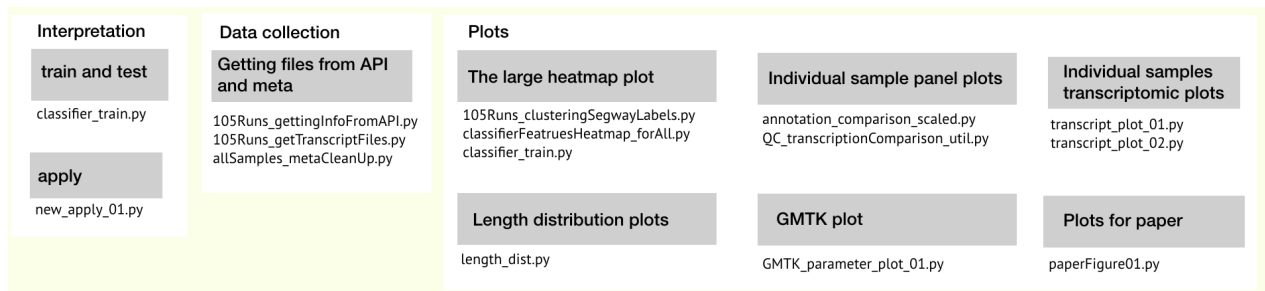 Interpretation
train and test
classifier_train.py
apply
new_apply_01.py
Data collection
Getting files from API
and meta
105Runs_gettingInfoFromAPI.py
105Runs_getTranscriptFiles.py
allSamples_metaCleanUp.py
Plots
The large heatmap plot
105Runs_clusteringSegwayLabels.py
classifierFeatruesHeatmap_forAll.py
classifier_train.py
Individual sample panel plots
annotation_comparison_scaled.py
QC_transcriptionComparison_util.py
Individual samples
transcriptomic plots
transcript_plot_01.py
transcript_plot_02.py
Length distribution plots
length_dist.py
GMTK plot
GMTK_parameter_plot_01.py
Plots for paper
paperFigure01.py